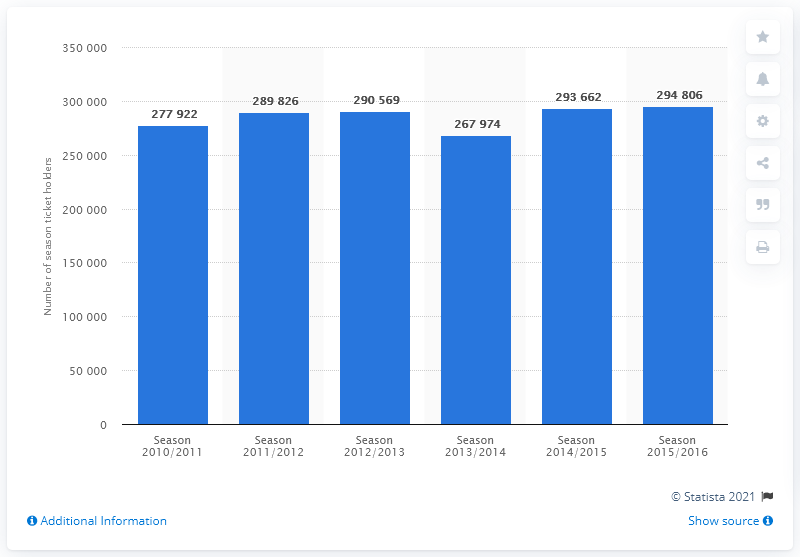 Number of season ticket holders
350 000
300 000
250 000
200 000
150 000
100 000
50 000
0
277 922
289 826
290 569
267 974
293 662
294 806
Season
2010/2011
Season
2011/2012
Season
2012/2013
Season
2013/2014
Season
2014/2015
Season
2015/2016
© Statista 2021
Additional Information
Show source